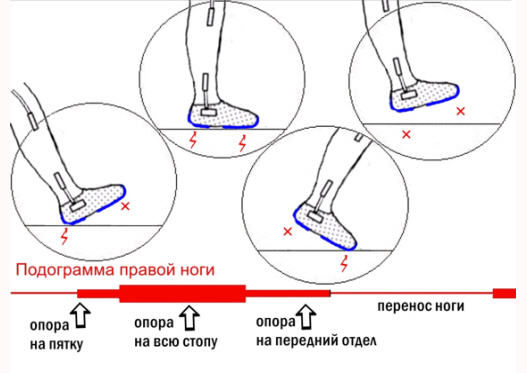 Подограмма правой ноги
опора
на пятку
опора
на всю стопу
опора
на передний отдел
перенос ноги